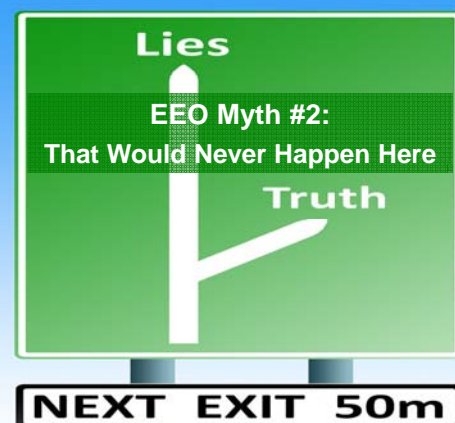 Lies
EEO Myth #2:
That Would Never Happen Here
Truth
NEXT EXIT 50m